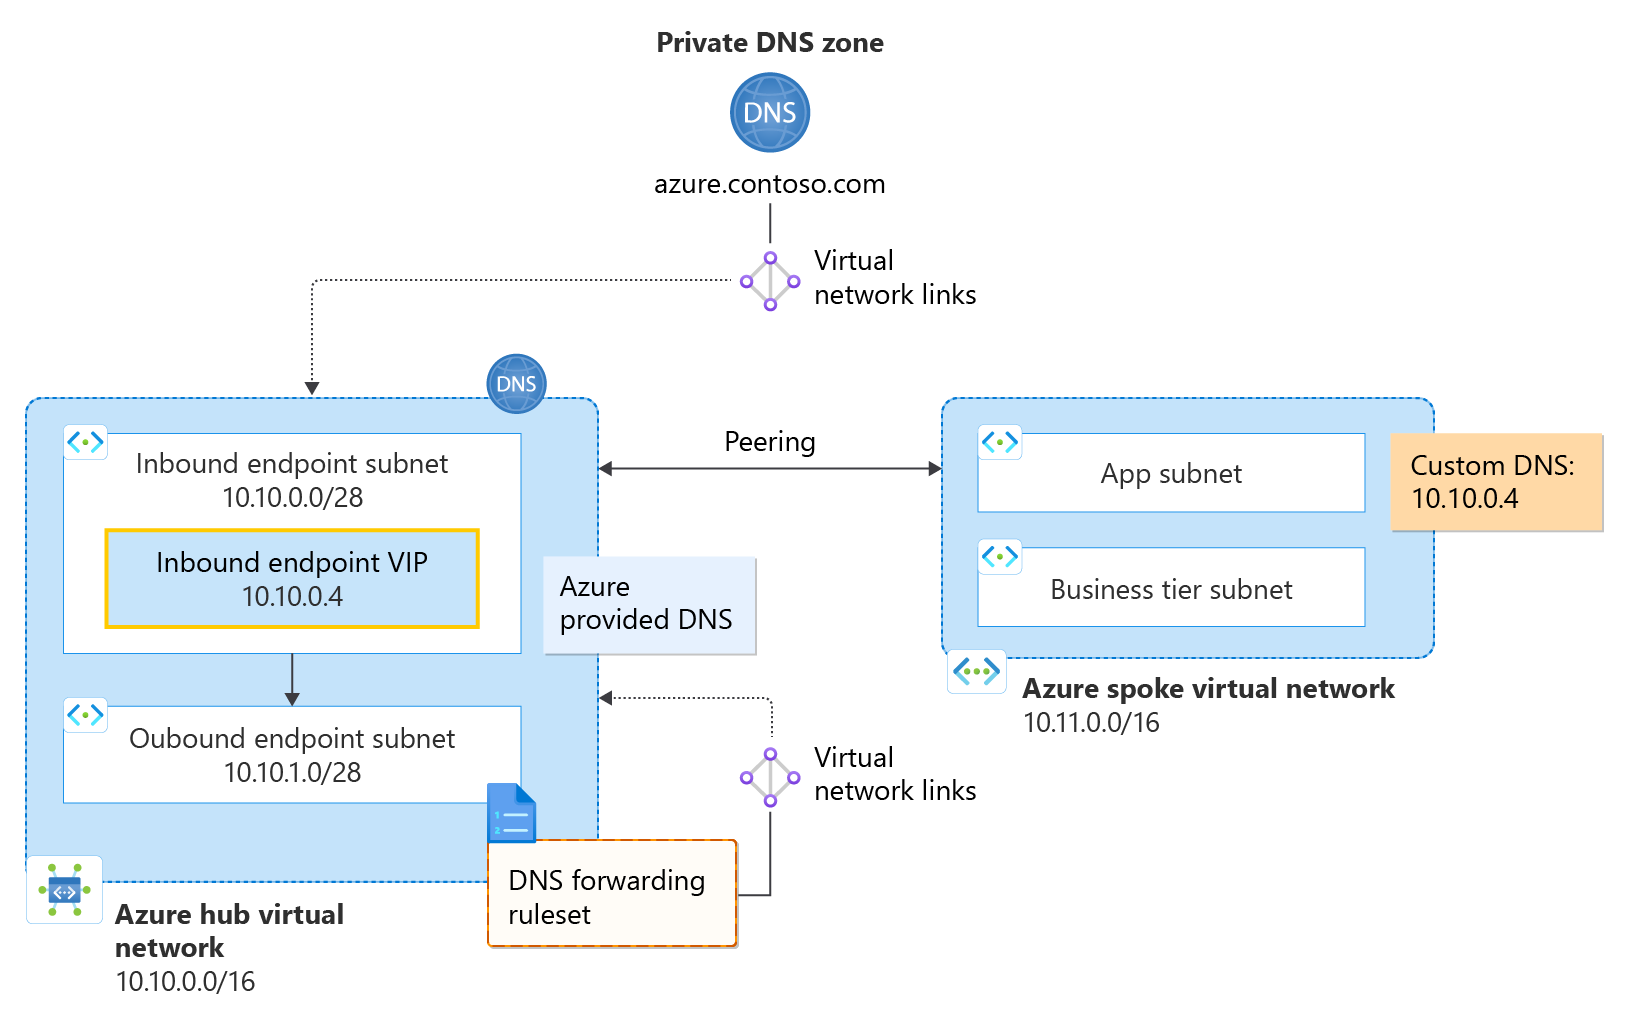 Private DNS zone
DNS
azure.contoso.com
Virtual
network links
DNS
Inbound endpoint subnet
10.10.0.0/28
Inbound endpoint VIP
10.10.0.4
Azure
provided DNS
Oubound endpoint subnet
10.10.1.0/28
Peering
App subnet
Business tier subnet
Custom DNS:
10.10.0.4
Azure spoke virtual network
10.11.0.0/16
Virtual
network links
1
2
DNS forwarding
ruleset
Azure hub virtual
network
10.10.0.0/16